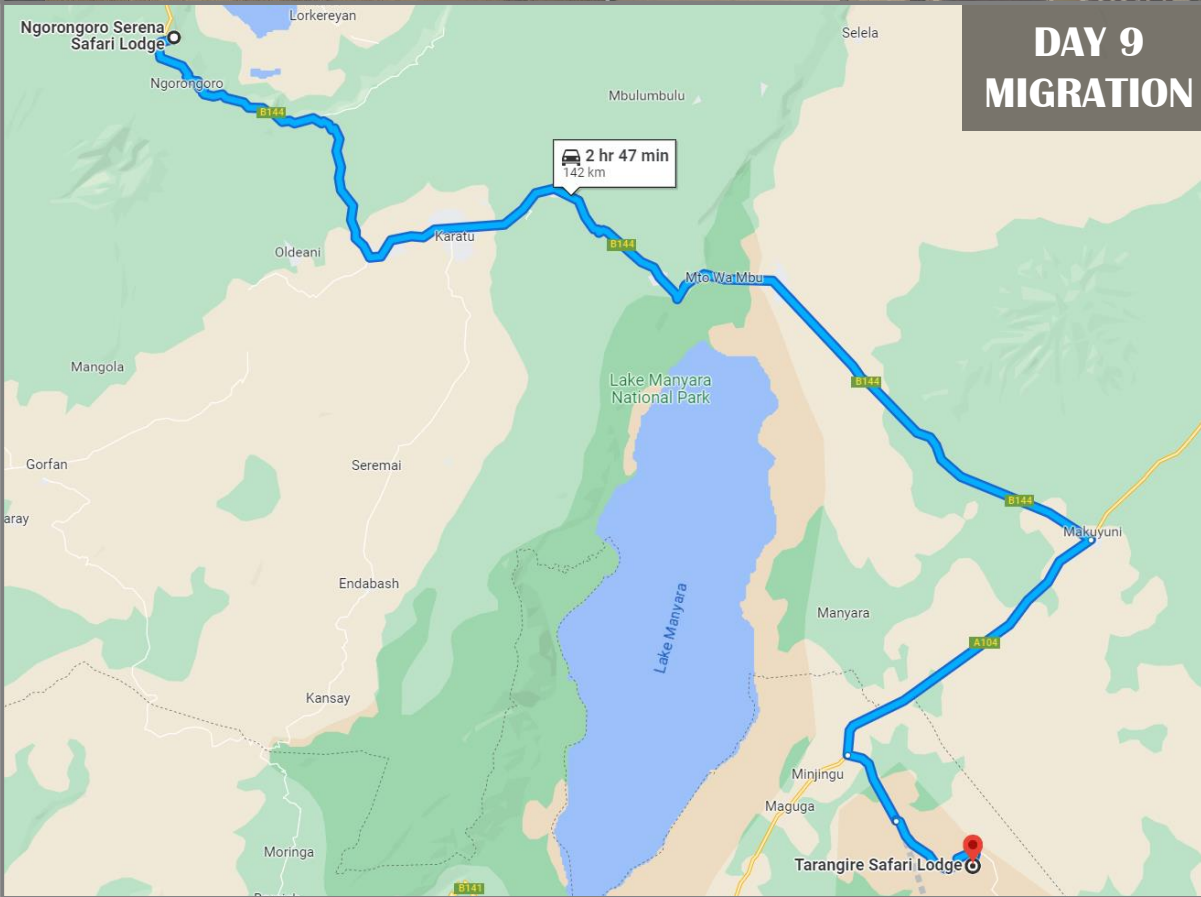 DAY 9
MIGRATION
Lorkereyan
Ngorongoro Serena
Safari Lodge
Selela
Ngorongoro
Mbulumbulu
B144
2 hr 47 min
142 km
Karatu
B144
Oldeani
Mto Wa Mbu
Mangola
Lake Manyara
National Park
B144
Gorfan
Seremai
B144
aray
Makuyuni
Endabash
Manyara
Lake Manyara
A104
Kansay
Minjingu
Maguga
Moringa
Tarangire Safari Lodge
B141